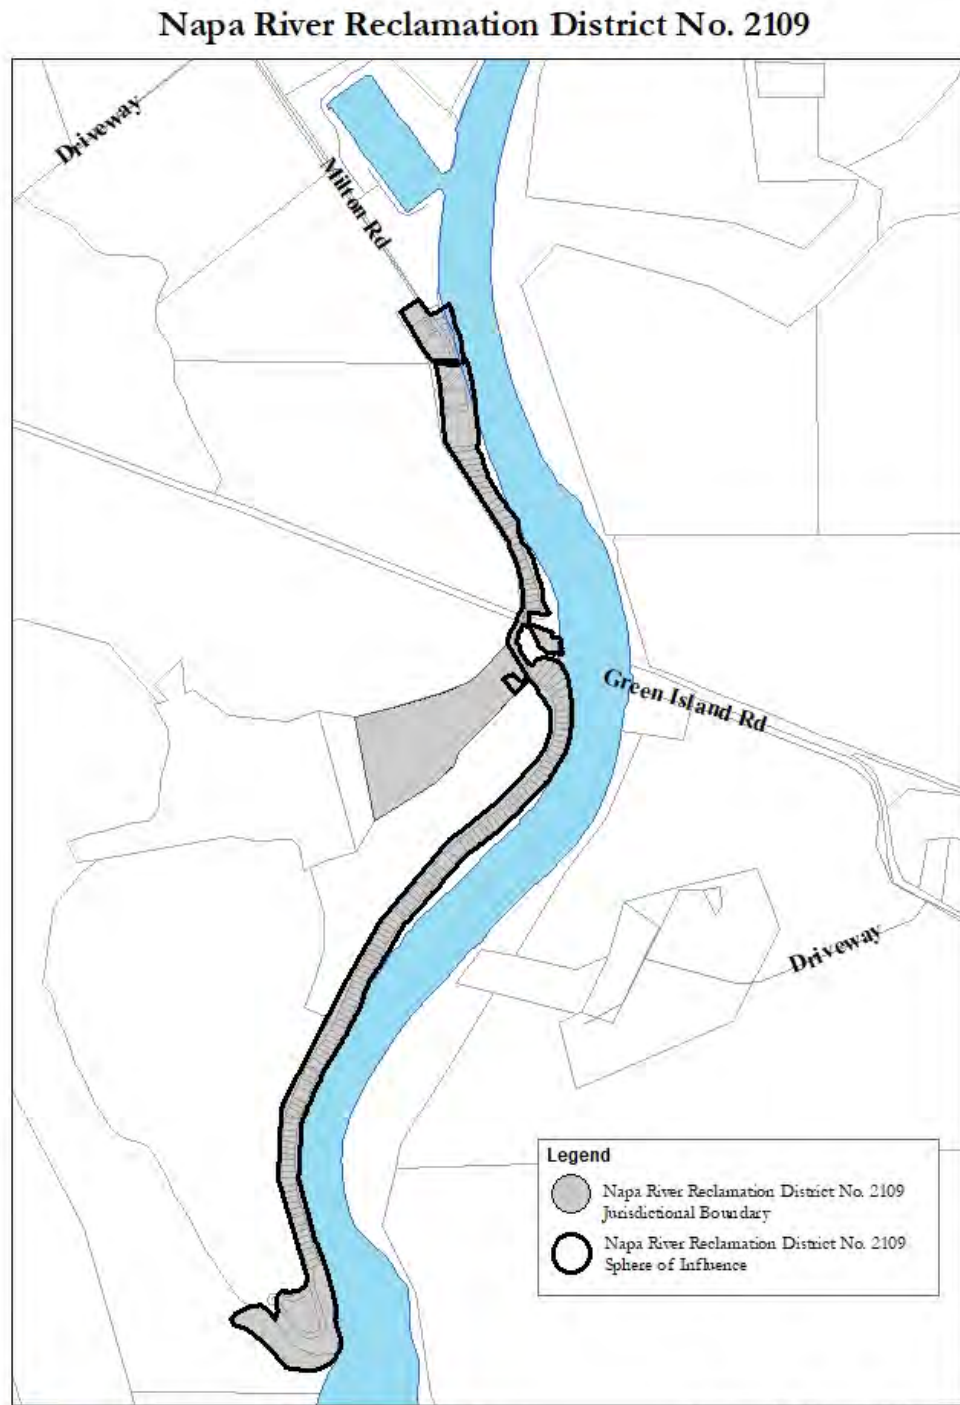 Napa River Reclamation District No. 2109
Driveway
Milton Rd
Green Island Rd
Driveway
Legend
Napa River Reclamation District No. 2109
Jurisdictional Boundary
Napa River Reclamation District No. 2109
Sphere of Influence